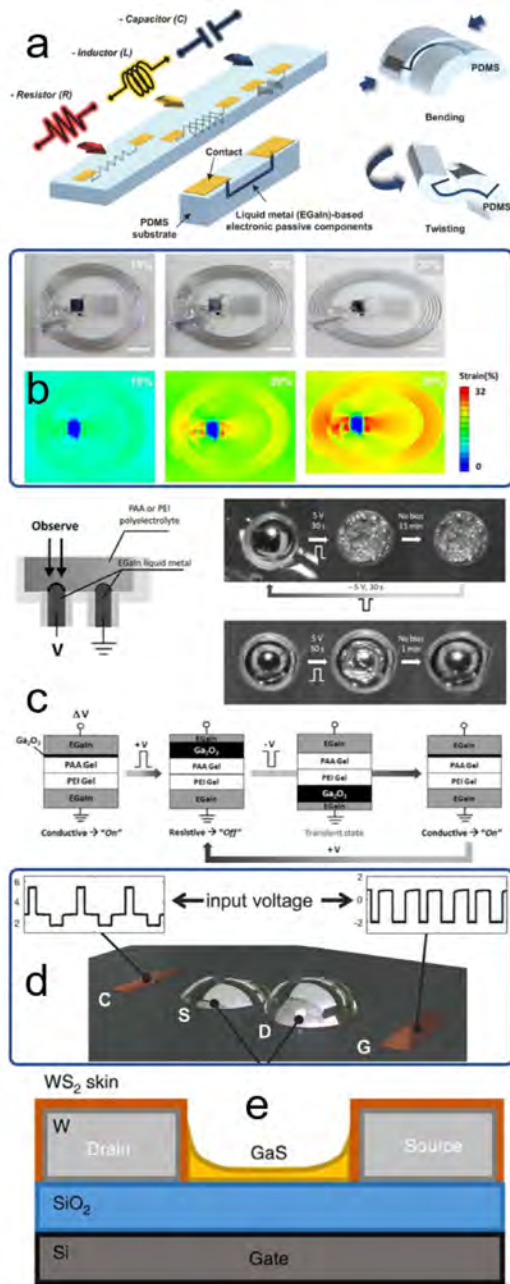 a
- Capacitor (C)
- Inductor (L)
- Resistor (R)
Contact
PDMS
substrate
Liquid metal (EGaIn)-based
electronic passive components
PDMS
Bending
PDMS
Twisting
b
20%
Strain(%)
32
0
Observe
PAA or PEI
polyelectrolyte
EGaIn liquid metal
V
5 V
30 s
No bias
15 min
-5 V, 30s
5 V
30 s
No bias
1 min
c
ΔV
EGaIn
Ga₂O₃
PAA Gel
PEI Gel
EGaIn
Conductive → "On"
+V
EGaIn
Ga₂O₃
PAA Gel
PEI Gel
EGaIn
Resistive → "Off"
-V
EGaIn
PAA Gel
PEI Gel
Ga₂O₃
EGaIn
Transient state
EGaIn
PAA Gel
PEI Gel
EGaIn
Conductive → "On"
+V
6
4
2
input voltage
2
0
-2
d
C
S
D
G
WS₂ skin
e
W
Drain
GaS
Source
SiO₂
Si
Gate